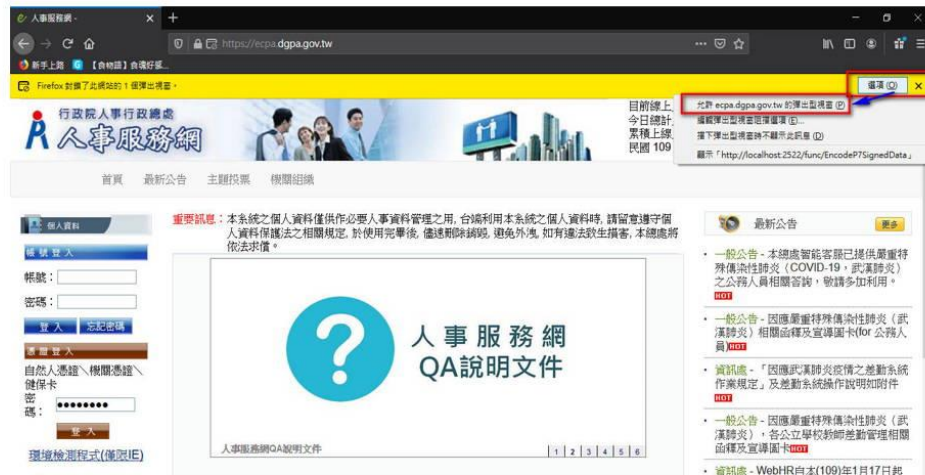 人事服務網 -
https://ecpa.dgpa.gov.tw
新手上路
【食物語】食魂好感...
Firefox 封鎖了此網站的 1 個彈出視窗。
選項(O)
允許 ecpa.dgpa.gov.tw 的彈出型視窗 (P)
編輯彈出型視窗阻擋選項 (E)...
擋下彈出型視窗時不顯示此訊息 (D)
顯示「http://localhost:2522/func/EncodeP7SignedData」
行政院人事行政總處
人事服務網
目前線上
今日總計
累積上線
民國 109
首頁 最新公告 主題投票 機關組織
個人資料
帳號登入
帳號：
密碼：
登入 忘記密碼
憑證登入
自然人憑證＼機關憑證＼
健保卡
密
碼：
登入
環境檢測程式(僅限IE)
重要訊息：本系統之個人資料僅供作必要人事資料管理之用, 台端利用本系統之個人資料時, 請留意遵守個
人資料保護法之相關規定, 於使用完畢後, 儘速刪除銷毀, 避免外洩, 如有違法致生損害, 本總處將
依法求償。
人事服務網
QA說明文件
人事服務網QA說明文件
1 2 3 4 5 6
最新公告
更多
一般公告 - 本總處智能客服已提供嚴重特
殊傳染性肺炎（COVID-19，武漢肺炎）
之公務人員相關答詢，敬請多加利用。
HOT
一般公告 - 因應嚴重特殊傳染性肺炎（武
漢肺炎）相關函釋及宣導圖卡(for 公務人
員)HOT
資訊處 - 「因應武漢肺炎疫情之差勤系統
作業規定」及差勤系統操作說明如附件
HOT
一般公告 - 因應嚴重特殊傳染性肺炎（武
漢肺炎），各公立學校教師差勤管理相關
函釋及宣導圖卡HOT
資訊處 - WebHR自本(109)年1月17日起